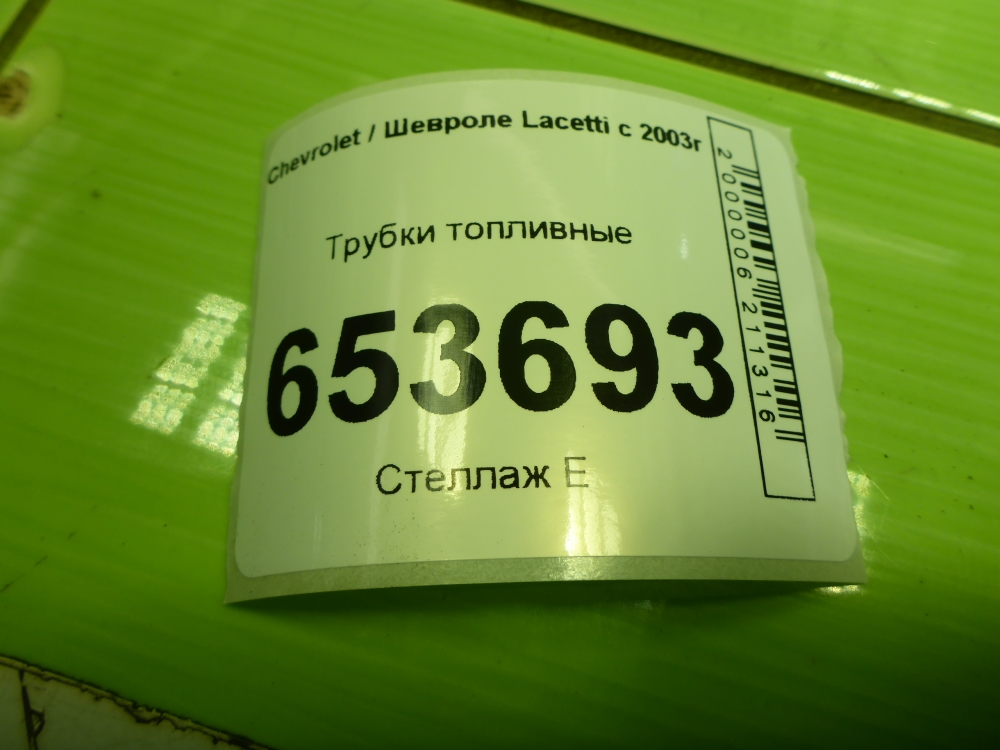 Chevrolet / Шевроле Lacetti с 2003г
Трубки топливные
653693
Стеллаж Е
2000006211316